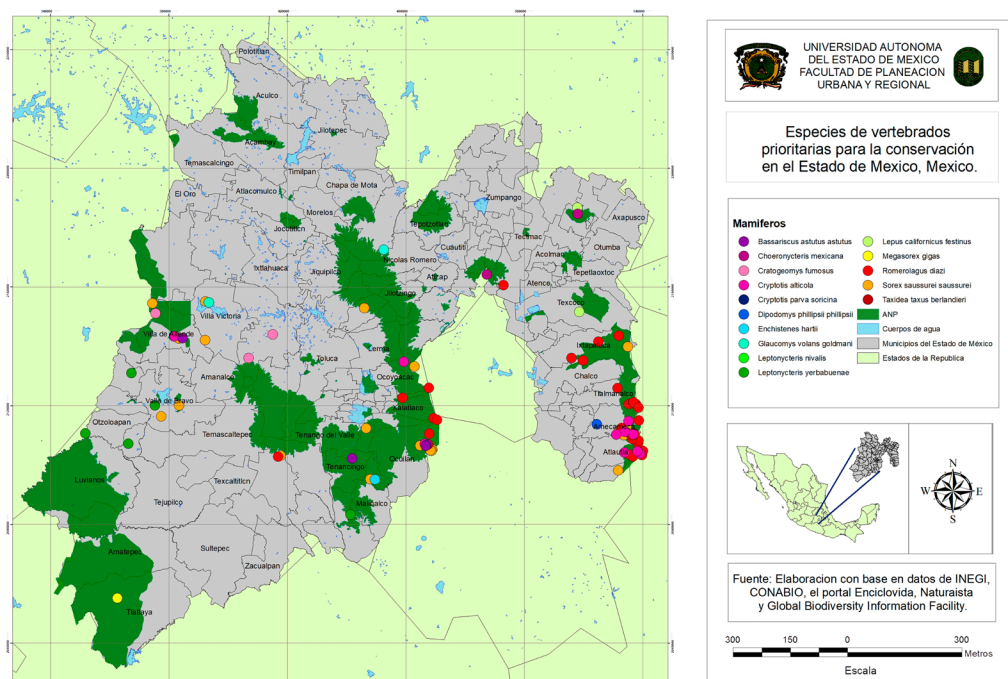 UNIVERSIDAD AUTONOMA
DEL ESTADO DE MEXICO
FACULTAD DE PLANEACION
URBANA Y REGIONAL
Especies de vertebrados
prioritarias para la conservación
en el Estado de Mexico, Mexico.
Mamiferos
Bassariscus astutus astutus
Choeronycteris mexicana
Cratogeomys fumosus
Cryptotis alticola
Cryptotis parva soricina
Dipodomys phillipsii phillipsii
Enchisthenes hartii
Glaucomys volans goldmani
Leptonycteris nivalis
Leptonycteris yerbabuenae
Lepus californicus festinus
Megasorex gigas
Romerolagus diazi
Sorex saussurei saussurei
Taxidea taxus berlandieri
ANP
Cuerpos de agua
Municipios del Estado de México
Estados de la Republica
N
W
E
S
Fuente: Elaboracion con base en datos de INEGI,
CONABIO, el portal Enciclovida, Naturaista
y Global Biodiversity Information Facility.
300 150 0 300
Metros
Escala
Polotitlan
Aculco
Jilotepec
Acambay
Temascalcingo
Timilpan
El Oro
Atlacomulco
Chapa de Mota
Morelos
Jocotitlcn
Tepotzotlan
Zumpango
Axapusco
Tecmac
Otumba
Cuautitl
Acolman
Nicolas Romero
Ixtlahuaca
Jiquipilco
Atizap
Tepetlaoxtoc
Atenco
Jilotzingo
Texcoco
Villa Victoria
Villa de Allende
Ixtapaluca
Toluca
Lerma
Chalco
Amanalco
Ocoyoacac
Tlalmanalco
Valle de Bravo
Xalatlaco
Otzoloapan
Amecameca
Temascaltepec
Tenango del Valle
Atlautla
Ocuilan
Tenancingo
Luvianos
Texcaltitlcn
Tejupilco
Malinalco
Amatepec
Sultepec
Zacualpan
Tlatlaya